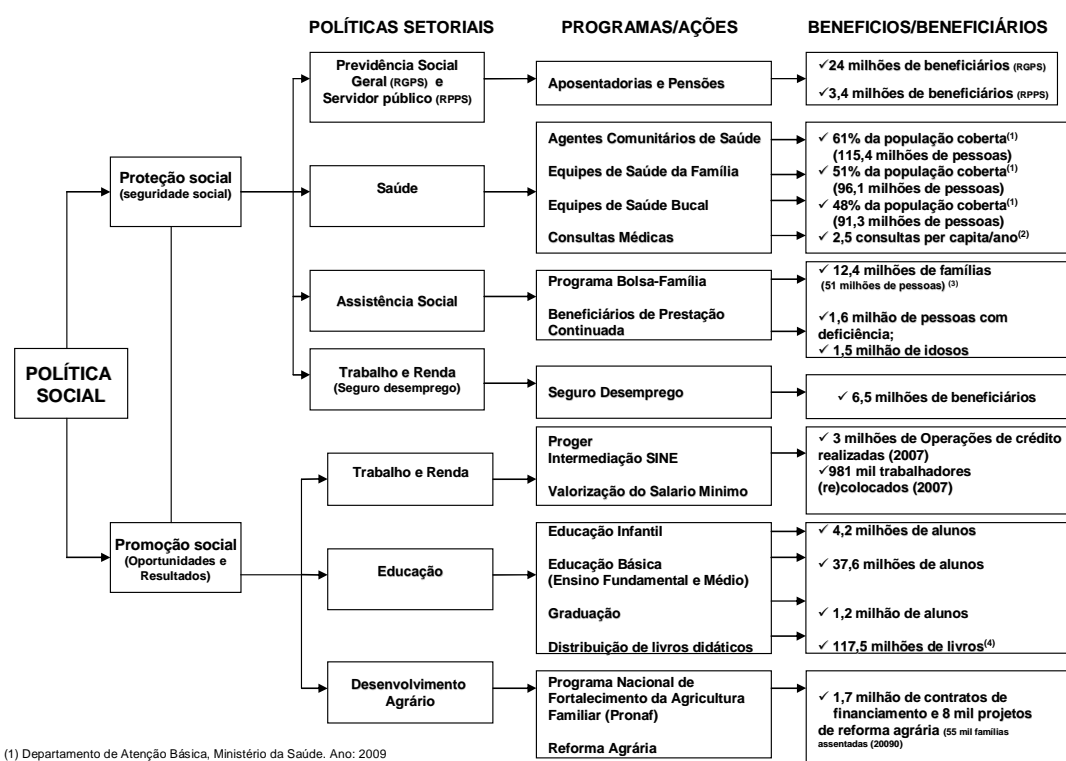 POLÍTICAS SETORIAIS
PROGRAMAS/AÇÕES
BENEFICIOS/BENEFICIÁRIOS
POLÍTICA
SOCIAL
Proteção social
(seguridade social)
Previdência Social
Geral (RGPS) e
Servidor público (RPPS)
Aposentadorias e Pensões
✓24 milhões de beneficiários (RGPS)
✓3,4 milhões de beneficiários (RPPS)
Saúde
Agentes Comunitários de Saúde
Equipes de Saúde da Família
Equipes de Saúde Bucal
Consultas Médicas
✓ 61% da população coberta(1)
(115,4 milhões de pessoas)
✓ 51% da população coberta(1)
(96,1 milhões de pessoas)
✓ 48% da população coberta(1)
(91,3 milhões de pessoas)
✓ 2,5 consultas per capita/ano(2)
Assistência Social
Programa Bolsa-Família
Beneficiários de Prestação
Continuada
✓ 12,4 milhões de famílias
(51 milhões de pessoas) (3)
✓1,6 milhão de pessoas com
deficiência;
✓ 1,5 milhão de idosos
Trabalho e Renda
(Seguro desemprego)
Seguro Desemprego
✓ 6,5 milhões de beneficiários
Promoção social
(Oportunidades e
Resultados)
Trabalho e Renda
Proger
Intermediação SINE
Valorização do Salario Minimo
✓ 3 milhões de Operações de crédito
realizadas (2007)
✓981 mil trabalhadores
(re)colocados (2007)
Educação
Educação Infantil
Educação Básica
(Ensino Fundamental e Médio)
Graduação
Distribuição de livros didáticos
✓ 4,2 milhões de alunos
✓ 37,6 milhões de alunos
✓ 1,2 milhão de alunos
✓ 117,5 milhões de livros(4)
Desenvolvimento
Agrário
Programa Nacional de
Fortalecimento da Agricultura
Familiar (Pronaf)
Reforma Agrária
✓ 1,7 milhão de contratos de
financiamento e 8 mil projetos
de reforma agrária (55 mil famílias
assentadas (20090)
(1) Departamento de Atenção Básica, Ministério da Saúde. Ano: 2009